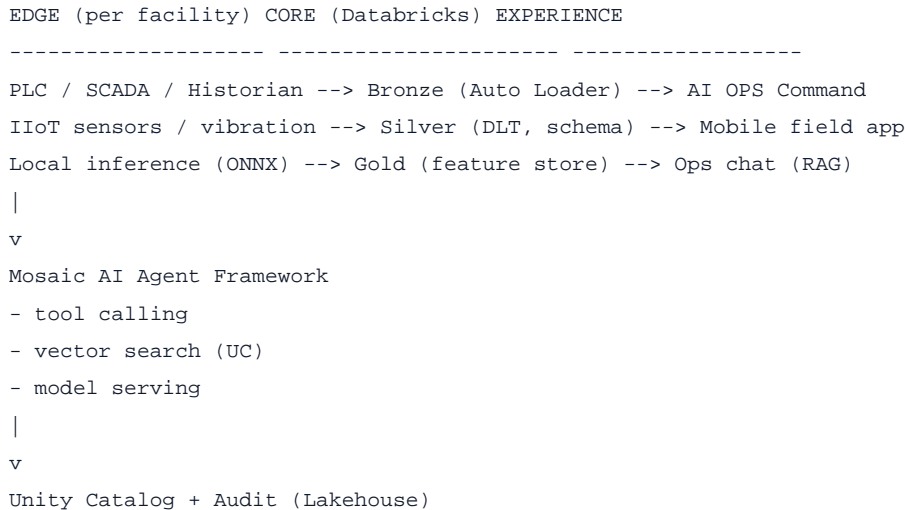 EDGE (per facility) CORE (Databricks) EXPERIENCE
-------------------- ---------------------- ------------------
PLC / SCADA / Historian --> Bronze (Auto Loader) --> AI OPS Command
IIoT sensors / vibration --> Silver (DLT, schema) --> Mobile field app
Local inference (ONNX) --> Gold (feature store) --> Ops chat (RAG)
|
v
Mosaic AI Agent Framework
- tool calling
- vector search (UC)
- model serving
|
v
Unity Catalog + Audit (Lakehouse)